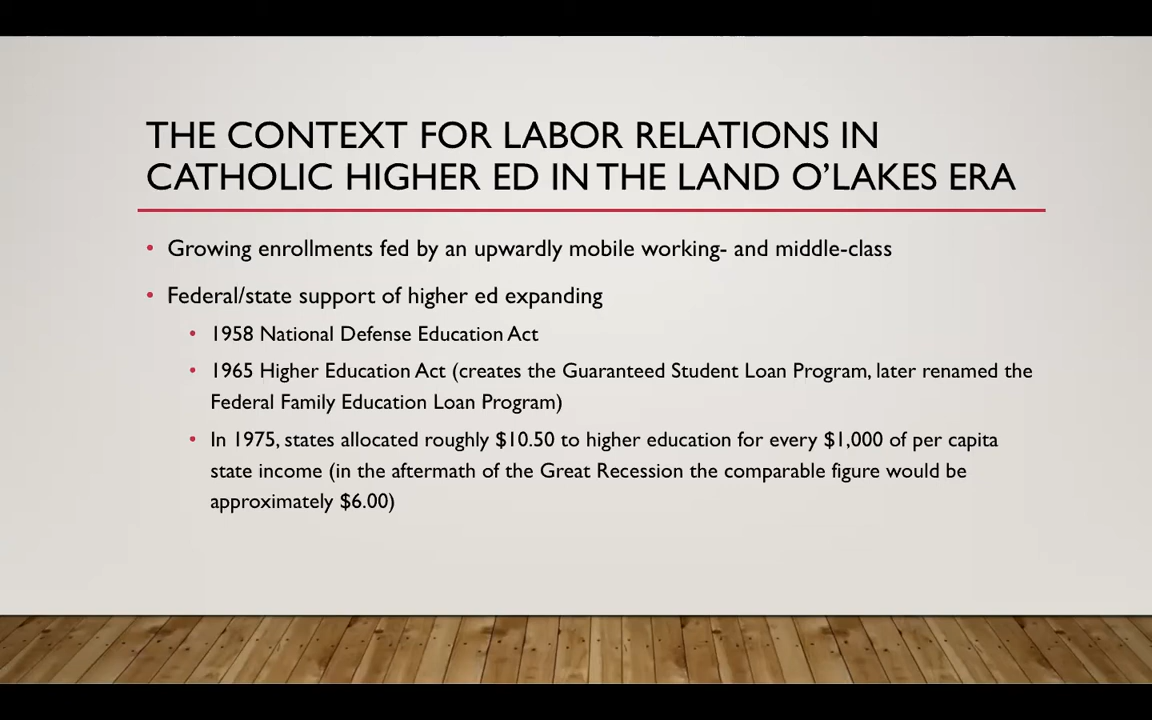 THE CONTEXT FOR LABOR RELATIONS IN
CATHOLIC HIGHER ED IN THE LAND O’LAKES ERA
• Growing enrollments fed by an upwardly mobile working- and middle-class
• Federal/state support of higher ed expanding
• 1958 National Defense Education Act
• 1965 Higher Education Act (creates the Guaranteed Student Loan Program, later renamed the
Federal Family Education Loan Program)
• In 1975, states allocated roughly $10.50 to higher education for every $1,000 of per capita
state income (in the aftermath of the Great Recession the comparable figure would be
approximately $6.00)